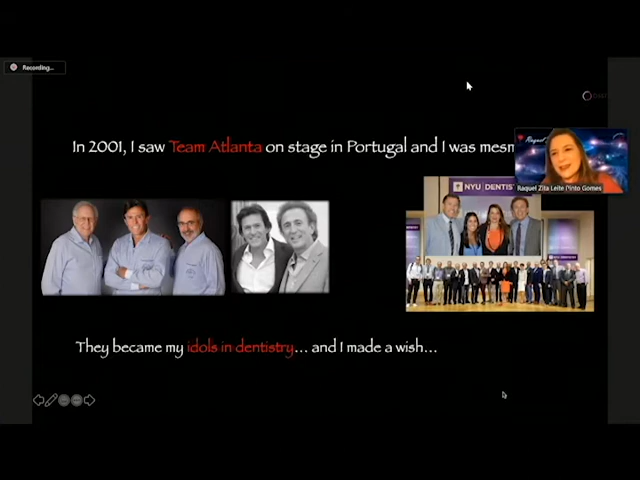 Recording...
In 2001, I saw Team Atlanta on stage in Portugal and I was mesm
Raquel Zita Leite Pinto Gomes
NYU DENTISTRY
They became my idols in dentistry... and I made a wish...